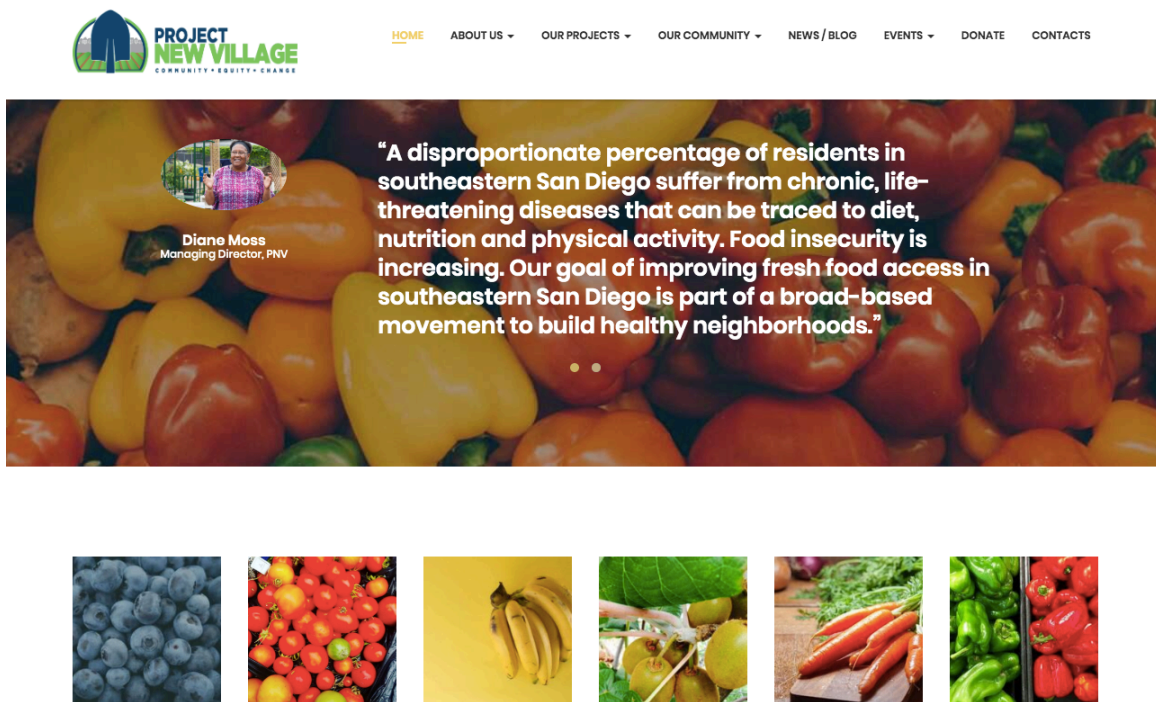 PROJECT
NEW VILLAGE
COMMUNITY • EQUITY • CHANGE
HOME
ABOUT US
OUR PROJECTS
OUR COMMUNITY
NEWS / BLOG
EVENTS
DONATE
CONTACTS
Diane Moss
Managing Director, PNV
“A disproportionate percentage of residents in
southeastern San Diego suffer from chronic, life-
threatening diseases that can be traced to diet,
nutrition and physical activity. Food insecurity is
increasing. Our goal of improving fresh food access in
southeastern San Diego is part of a broad-based
movement to build healthy neighborhoods.”